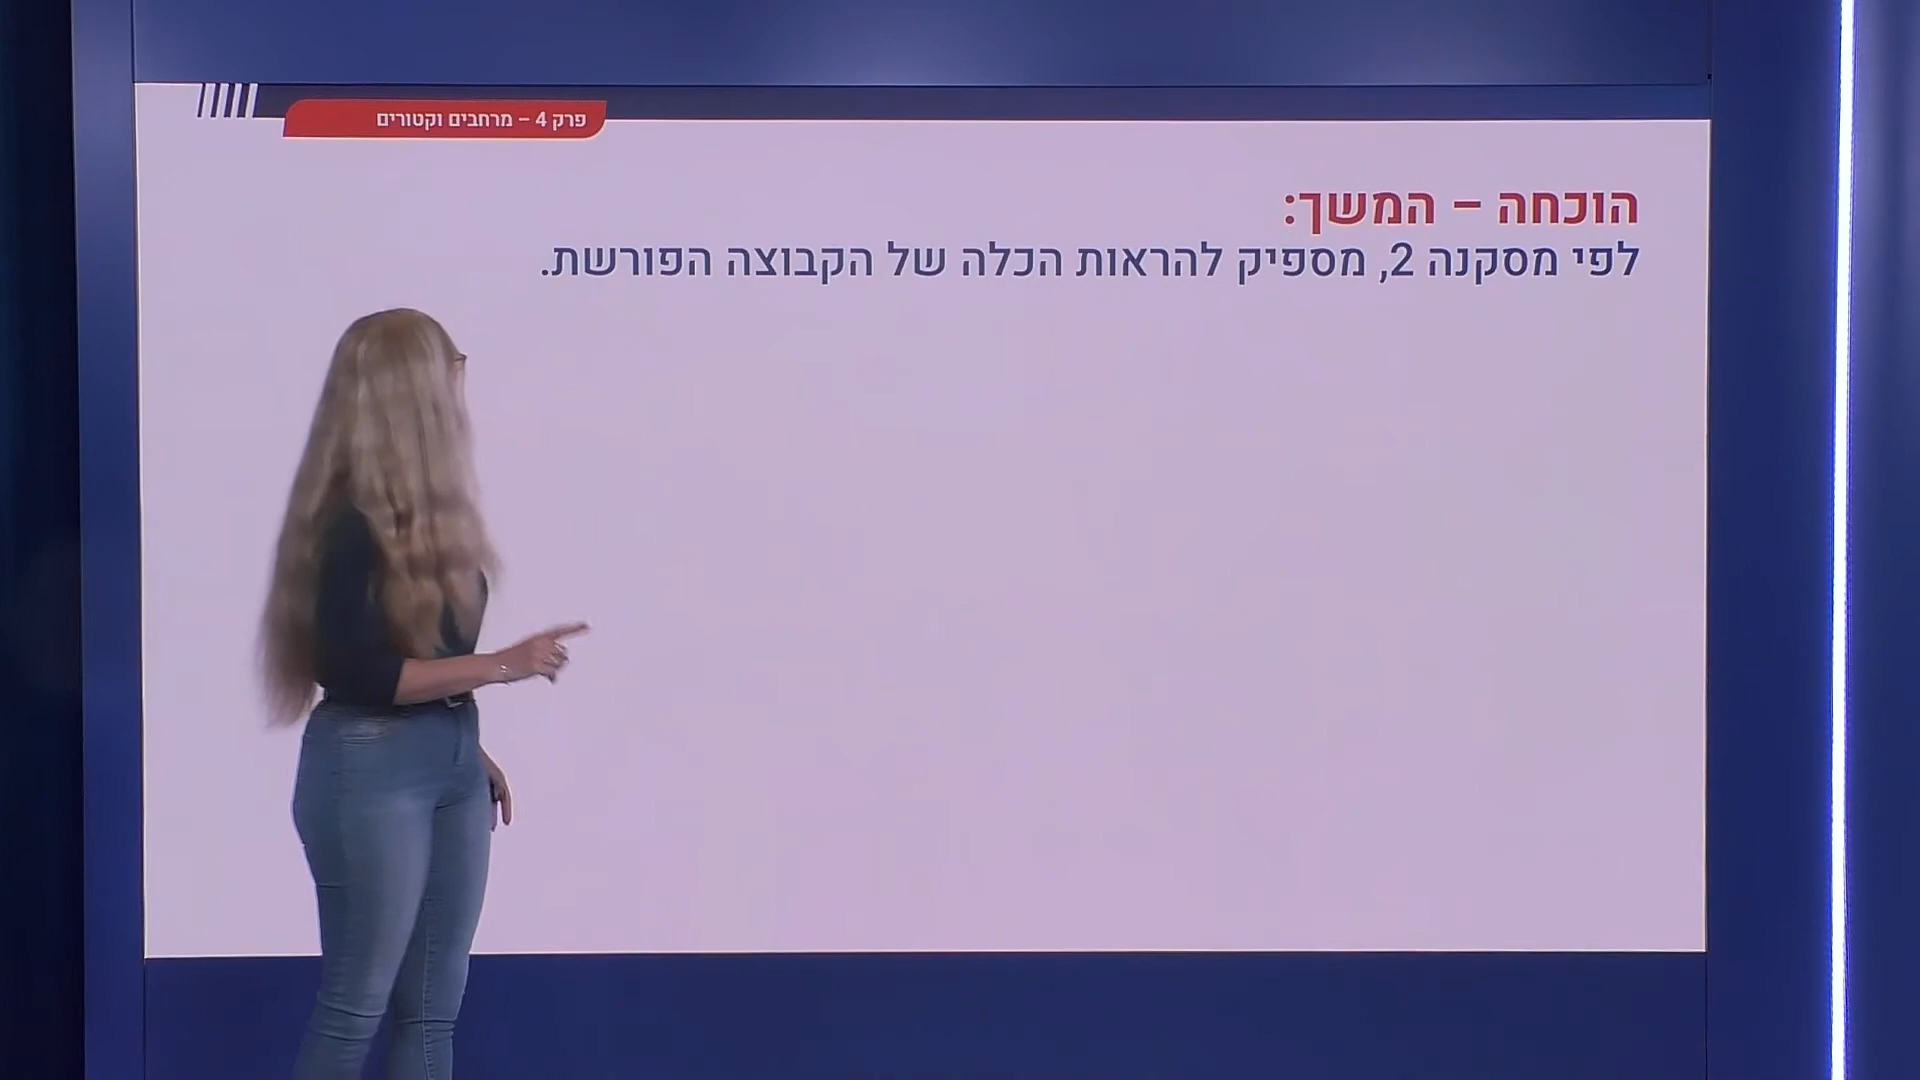 פרק 4 – מרחבים וקטורים
הוכחה – המשך:
לפי מסקנה 2, מספיק להראות הכלה של הקבוצה הפורשת.